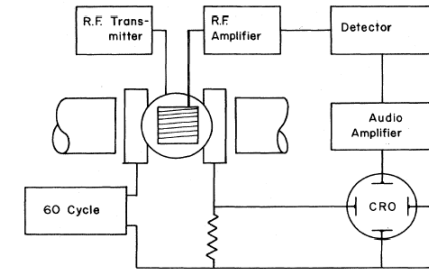 R.F. Trans-
mitter
R.F.
Amplifier
Detector
Audio
Amplifier
60 Cycle
CRO